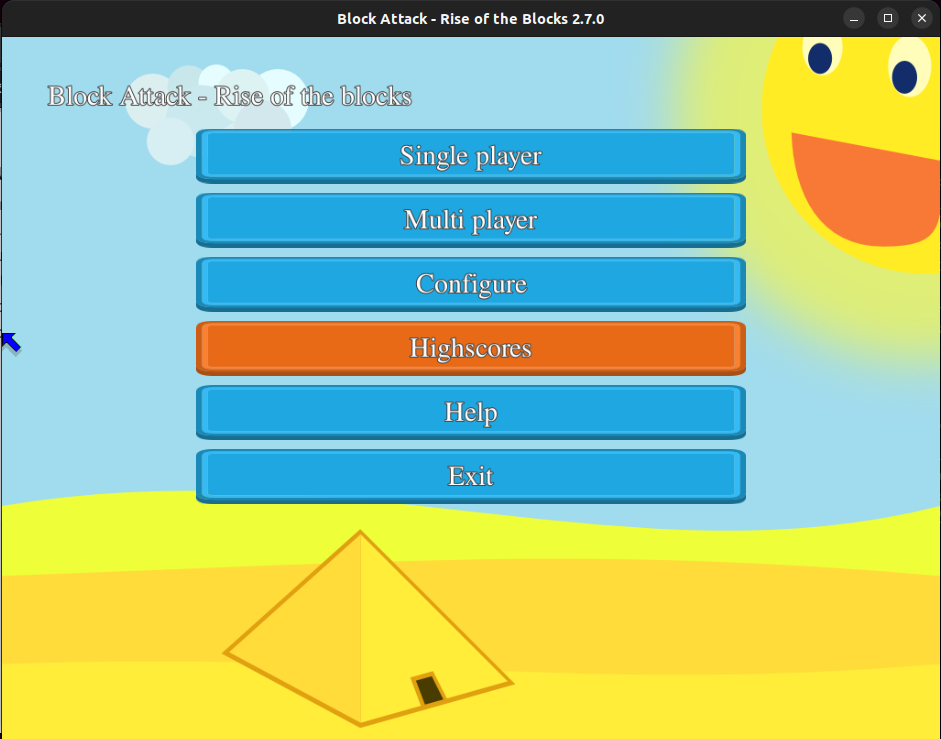 Block Attack - Rise of the Blocks 2.7.0
Block Attack - Rise of the blocks
Single player
Multi player
Configure
Highscores
Help
Exit